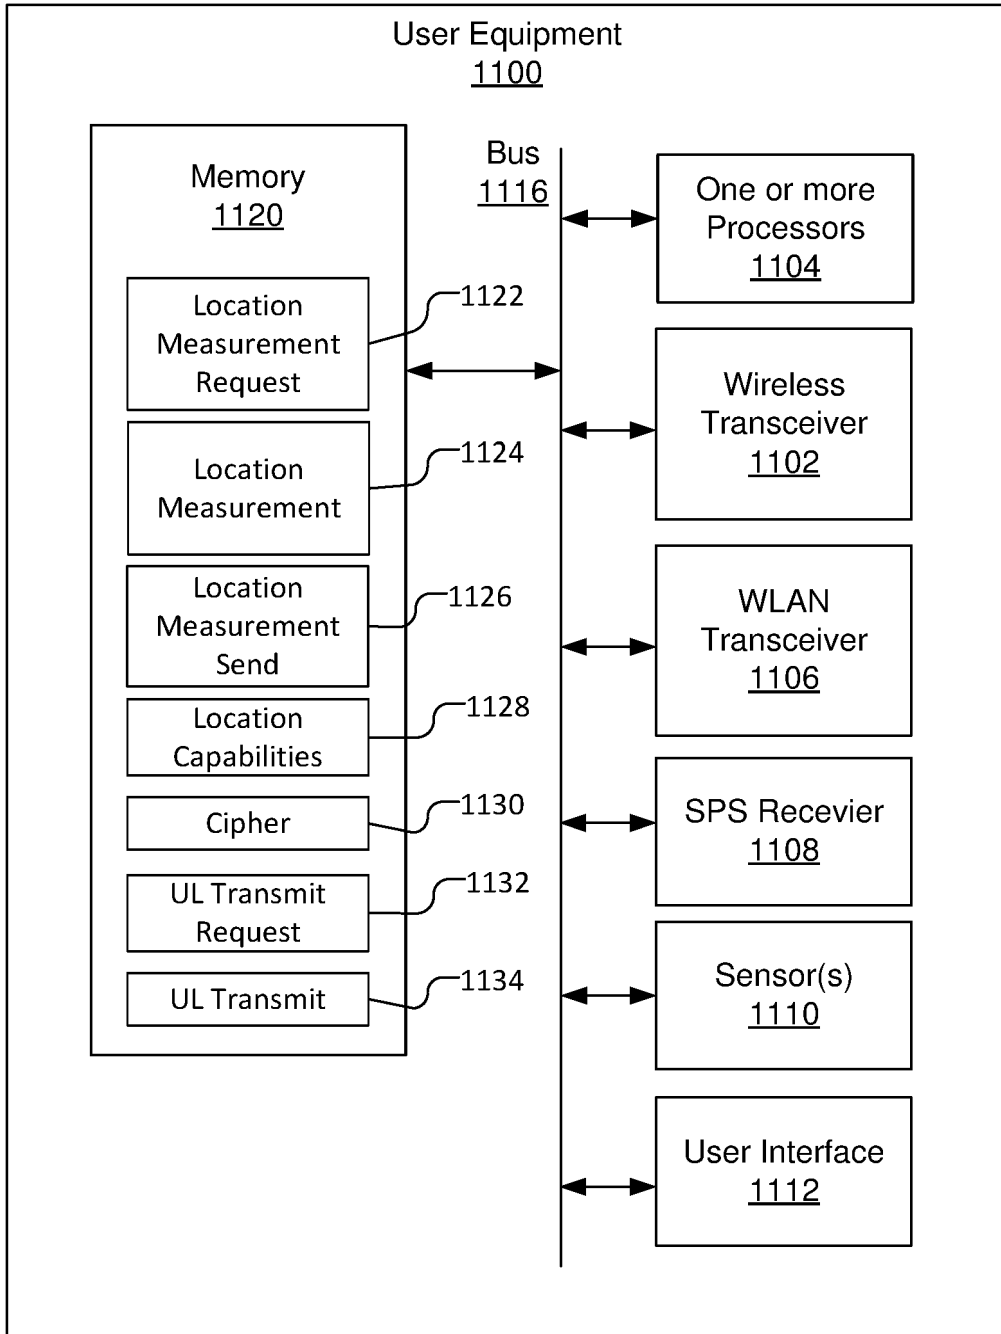 User Equipment
1100
Memory
1120
Location
Measurement
Request
1122
Location
Measurement
1124
Location
Measurement
Send
1126
Location
Capabilities
1128
Cipher
1130
UL Transmit
Request
1132
UL Transmit
1134
Bus
1116
One or more
Processors
1104
Wireless
Transceiver
1102
WLAN
Transceiver
1106
SPS Recevier
1108
Sensor(s)
1110
User Interface
1112